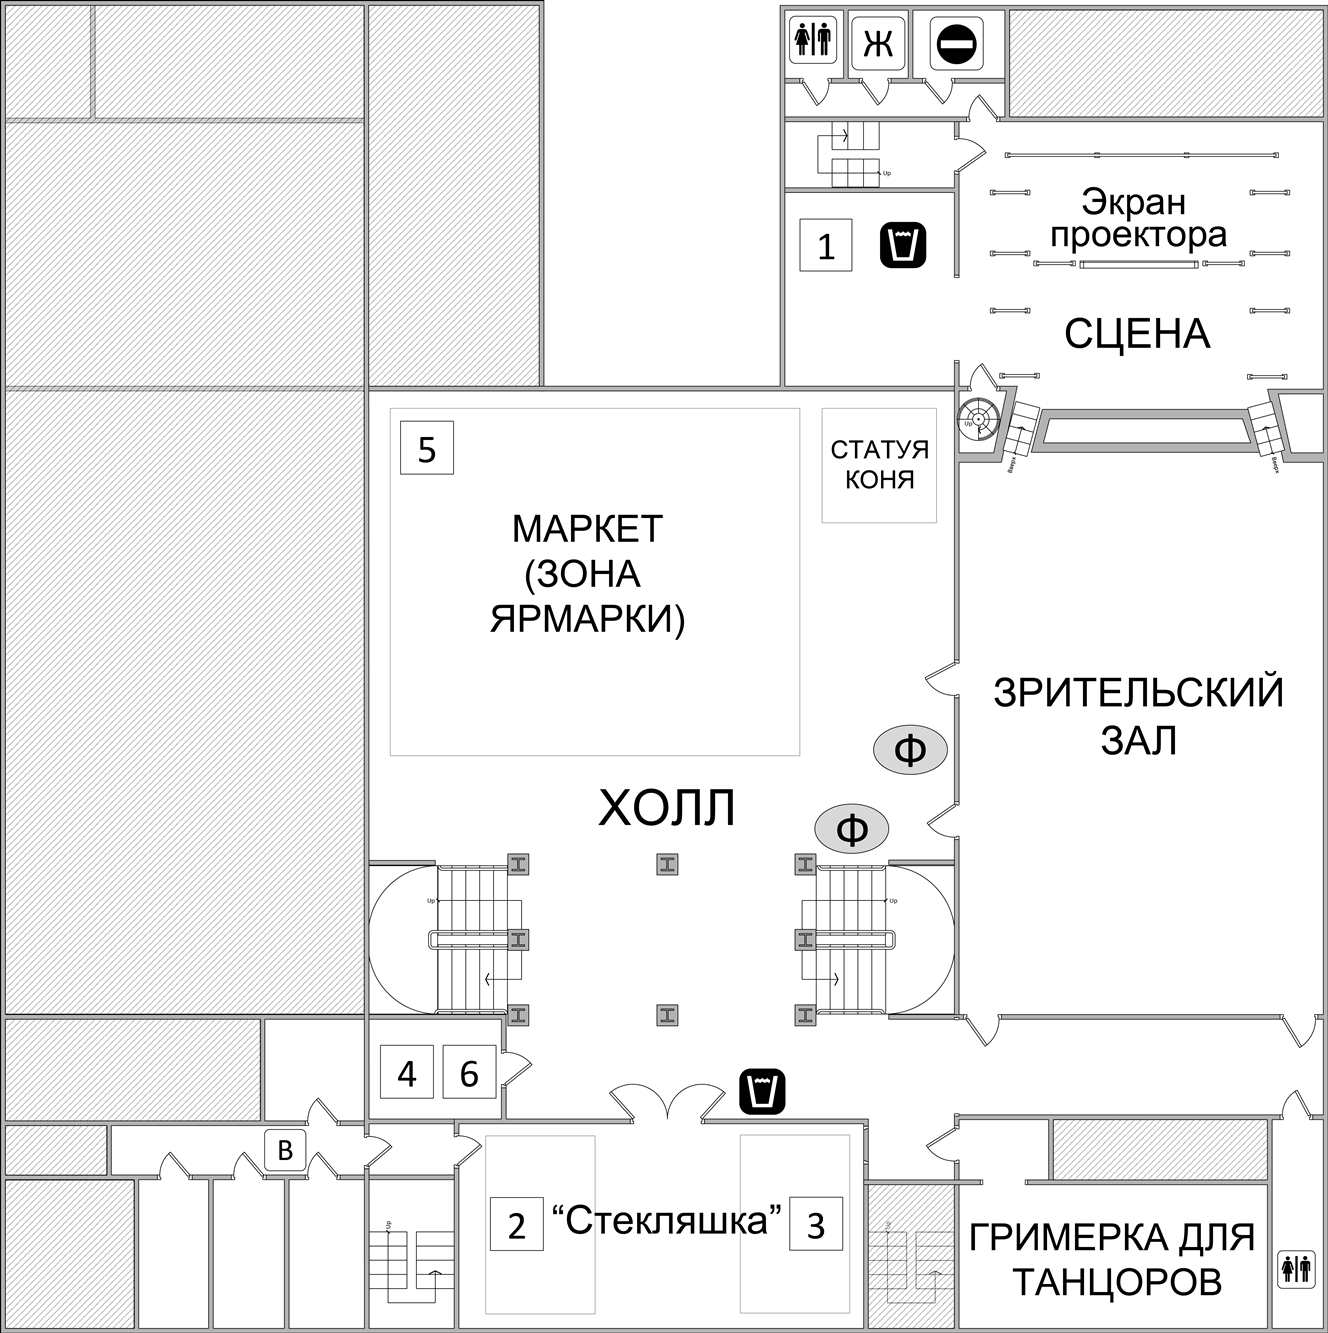 Ж
Up
1
Экран
проектора
СЦЕНА
Up
Вверх
Вверх
5
СТАТУЯ
КОНЯ
МАРКЕТ
(ЗОНА
ЯРМАРКИ)
ЗРИТЕЛЬСКИЙ
ЗАЛ
Ф
ХОЛЛ
Ф
Up
Up
4
6
В
2
“Стекляшка”
3
Up
Up
ГРИМЕРКА ДЛЯ
ТАНЦОРОВ